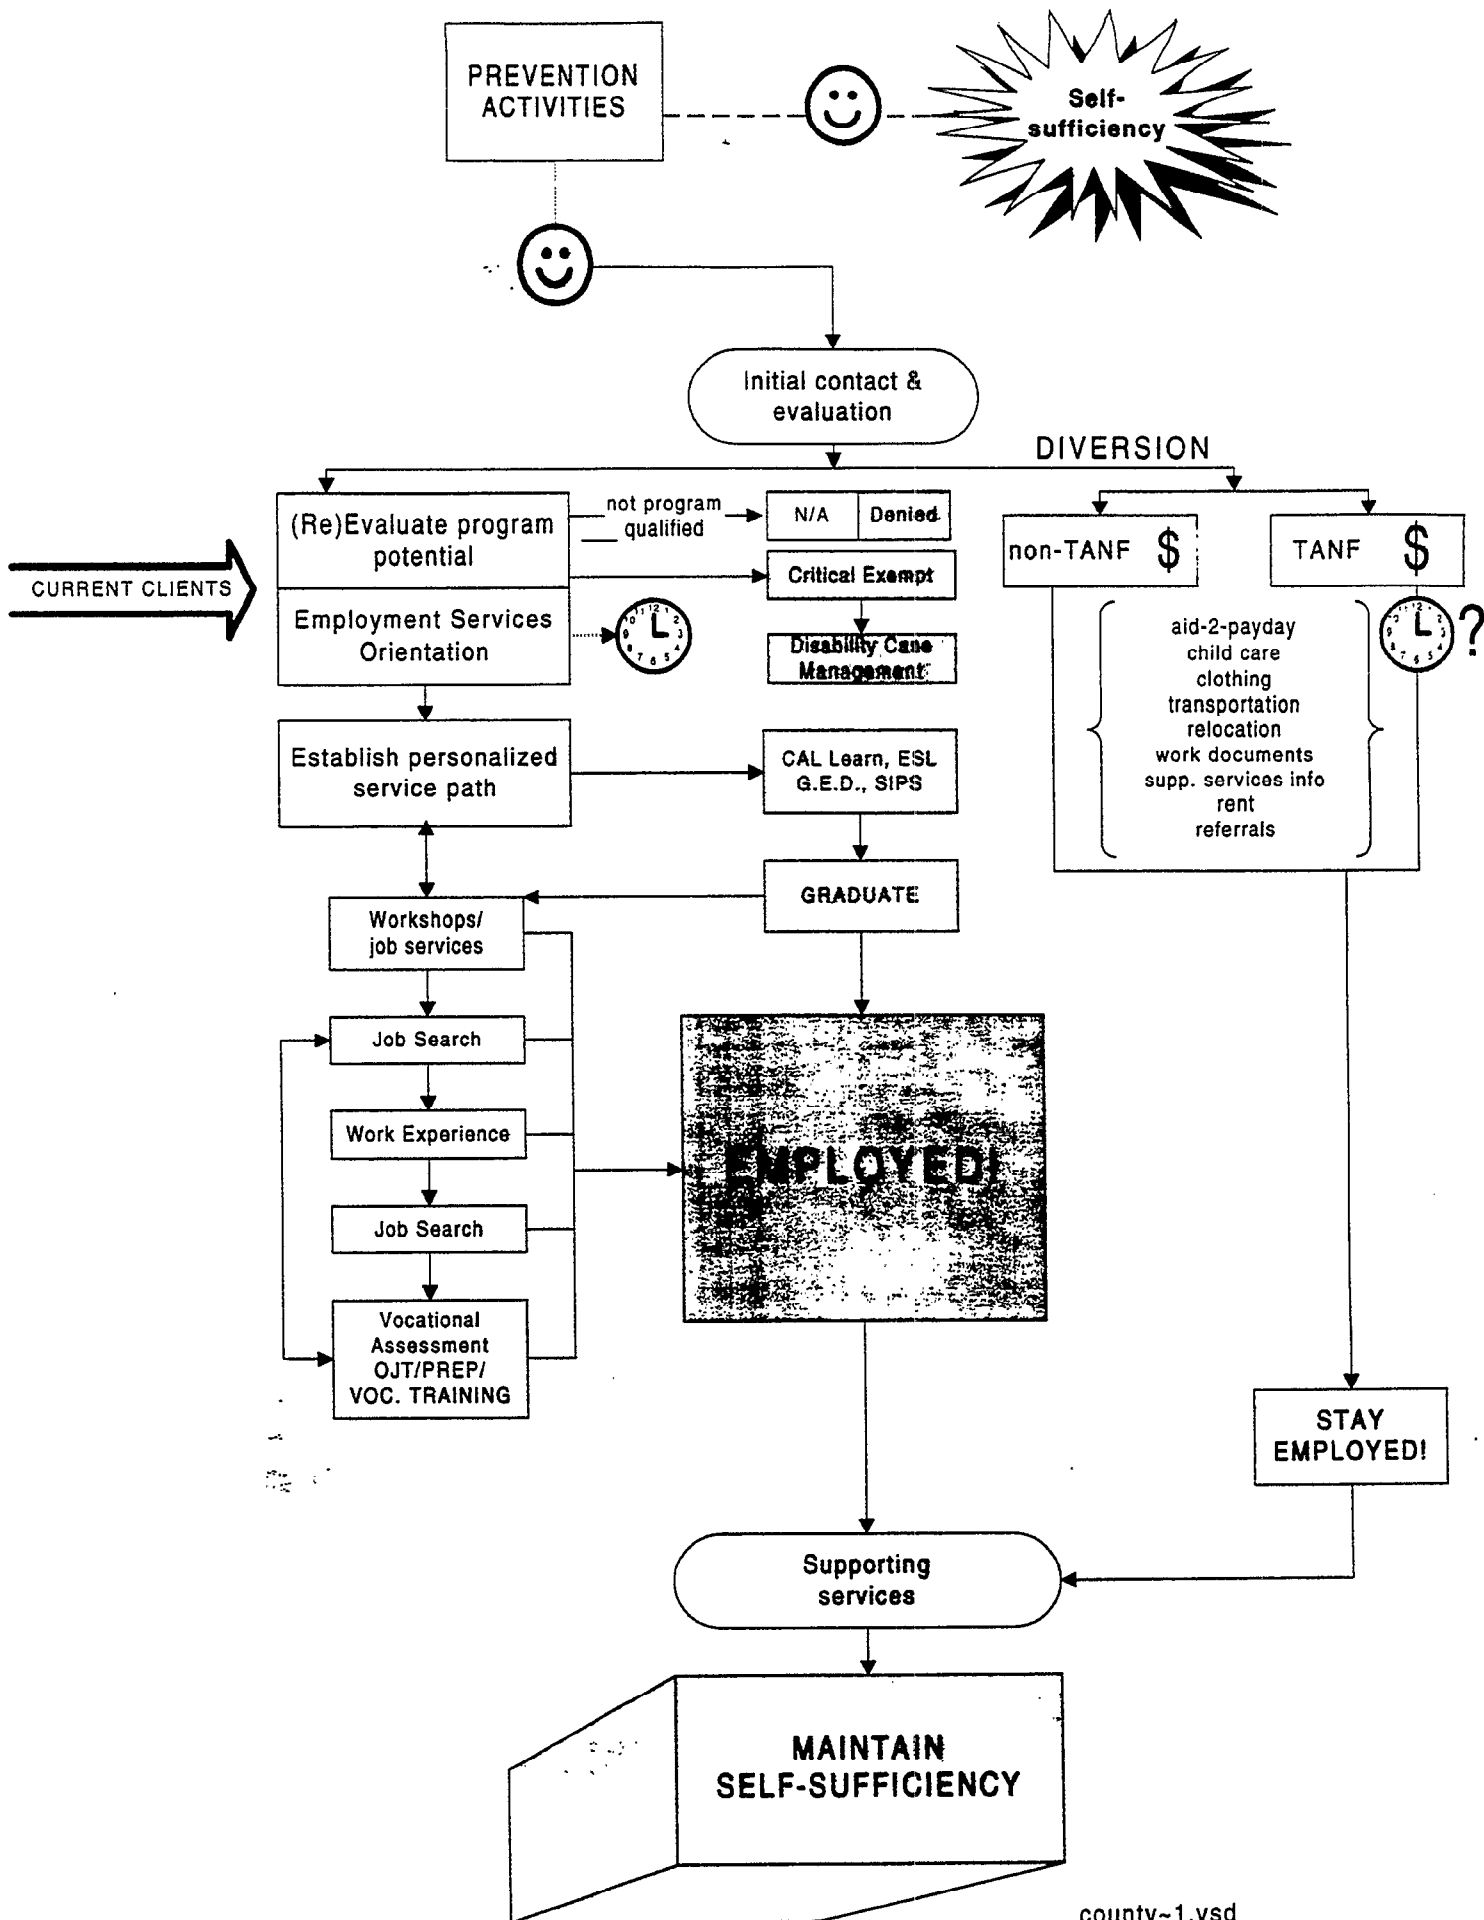 PREVENTION
ACTIVITIES
Self-
sufficiency
Initial contact &
evaluation
DIVERSION
(Re)Evaluate program
potential
not program
qualified
N/A
Denied
non-TANF $
TANF $
CURRENT CLIENTS
Critical Exempt
Employment Services
Orientation
Disability Case
Management
?
aid-2-payday
child care
clothing
transportation
relocation
work documents
supp. services info
rent
referrals
Establish personalized
service path
CAL Learn, ESL
G.E.D., SIPS
GRADUATE
Workshops/
job services
Job Search
Work Experience
Job Search
Vocational
Assessment
OJT/PREP/
VOC. TRAINING
EMPLOYED!
STAY
EMPLOYED!
Supporting
services
MAINTAIN
SELF-SUFFICIENCY
county~1.vsd